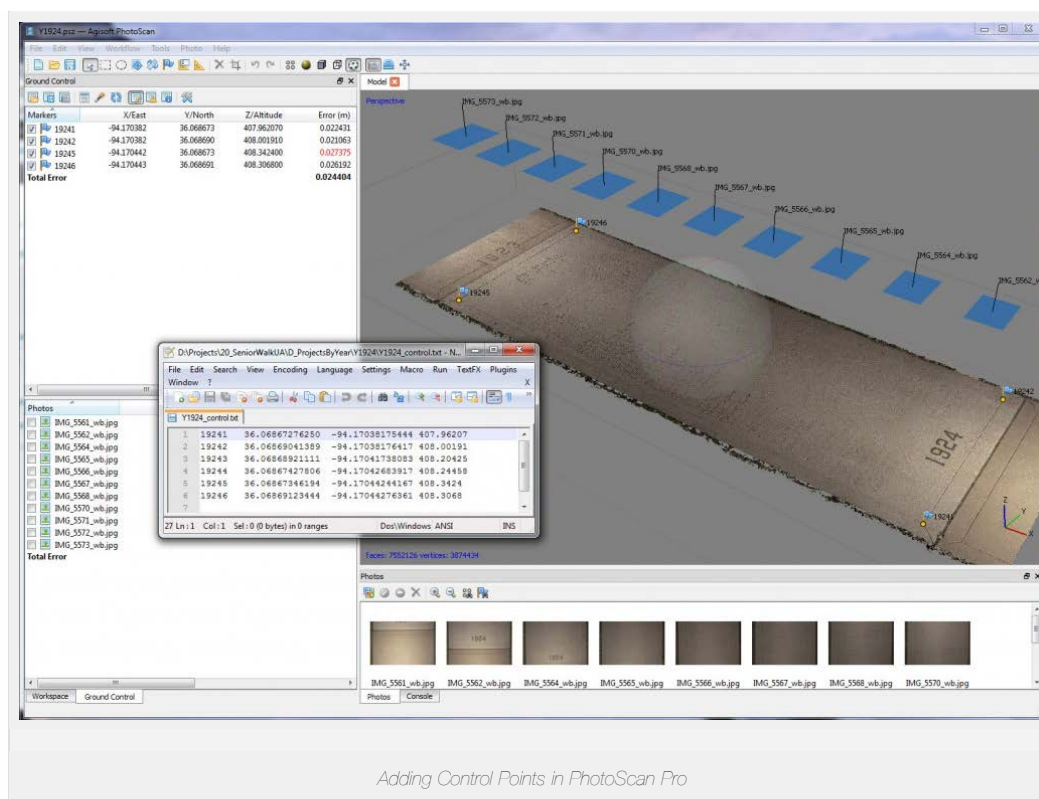 Y1924.psz — Agisoft PhotoScan
File Edit View Workflow Tools Photo Help
Ground Control
Model
Markers X/East Y/North Z/Altitude Error (m)
19241 -94.170382 36.068673 407.962070 0.022431
19242 -94.170382 36.068690 408.001910 0.021063
19245 -94.170442 36.068673 408.342400 0.027375
19246 -94.170443 36.068691 408.306800 0.026192
Total Error 0.024404
Perspective
IMG_5573_wb.jpg
IMG_5572_wb.jpg
IMG_5571_wb.jpg
IMG_5570_wb.jpg
IMG_5568_wb.jpg
IMG_5567_wb.jpg
IMG_5566_wb.jpg
IMG_5565_wb.jpg
IMG_5564_wb.jpg
IMG_5562_w
19246
1923
19245
19242
1924
19241
Z
Y
X
Faces: 7552126 vertices: 3874434
D:\Projects\20_SeniorWalkUA\D_ProjectsByYear\Y1924\Y1924_control.txt - N...
File Edit Search View Encoding Language Settings Macro Run TextFX Plugins
Window ? X
Y1924_control.txt
1 19241 36.06867276250 -94.17038175444 407.96207
2 19242 36.06869041389 -94.17038176417 408.00191
3 19243 36.06868921111 -94.17041738083 408.20425
4 19244 36.06867427806 -94.17042683917 408.24458
5 19245 36.06867346194 -94.17044244167 408.3424
6 19246 36.06869123444 -94.17044276361 408.3068
7
27 Ln : 1 Col : 1 Sel : 0 (0 bytes) in 0 ranges Dos\Windows ANSI INS
Photos
IMG_5561_wb.jpg
IMG_5562_wb.jpg
IMG_5564_wb.jpg
IMG_5565_wb.jpg
IMG_5566_wb.jpg
IMG_5567_wb.jpg
IMG_5568_wb.jpg
IMG_5570_wb.jpg
IMG_5571_wb.jpg
IMG_5572_wb.jpg
IMG_5573_wb.jpg
Total Error
Photos
1924
1924
IMG_5561_wb.jpg IMG_5562_wb.jpg IMG_5564_wb.jpg IMG_5565_wb.jpg IMG_5566_wb.jpg IMG_5567_wb.jpg IMG_5568_wb.jpg IMG_5570_wb.jpg
Workspace Ground Control
Photos Console
Adding Control Points in PhotoScan Pro